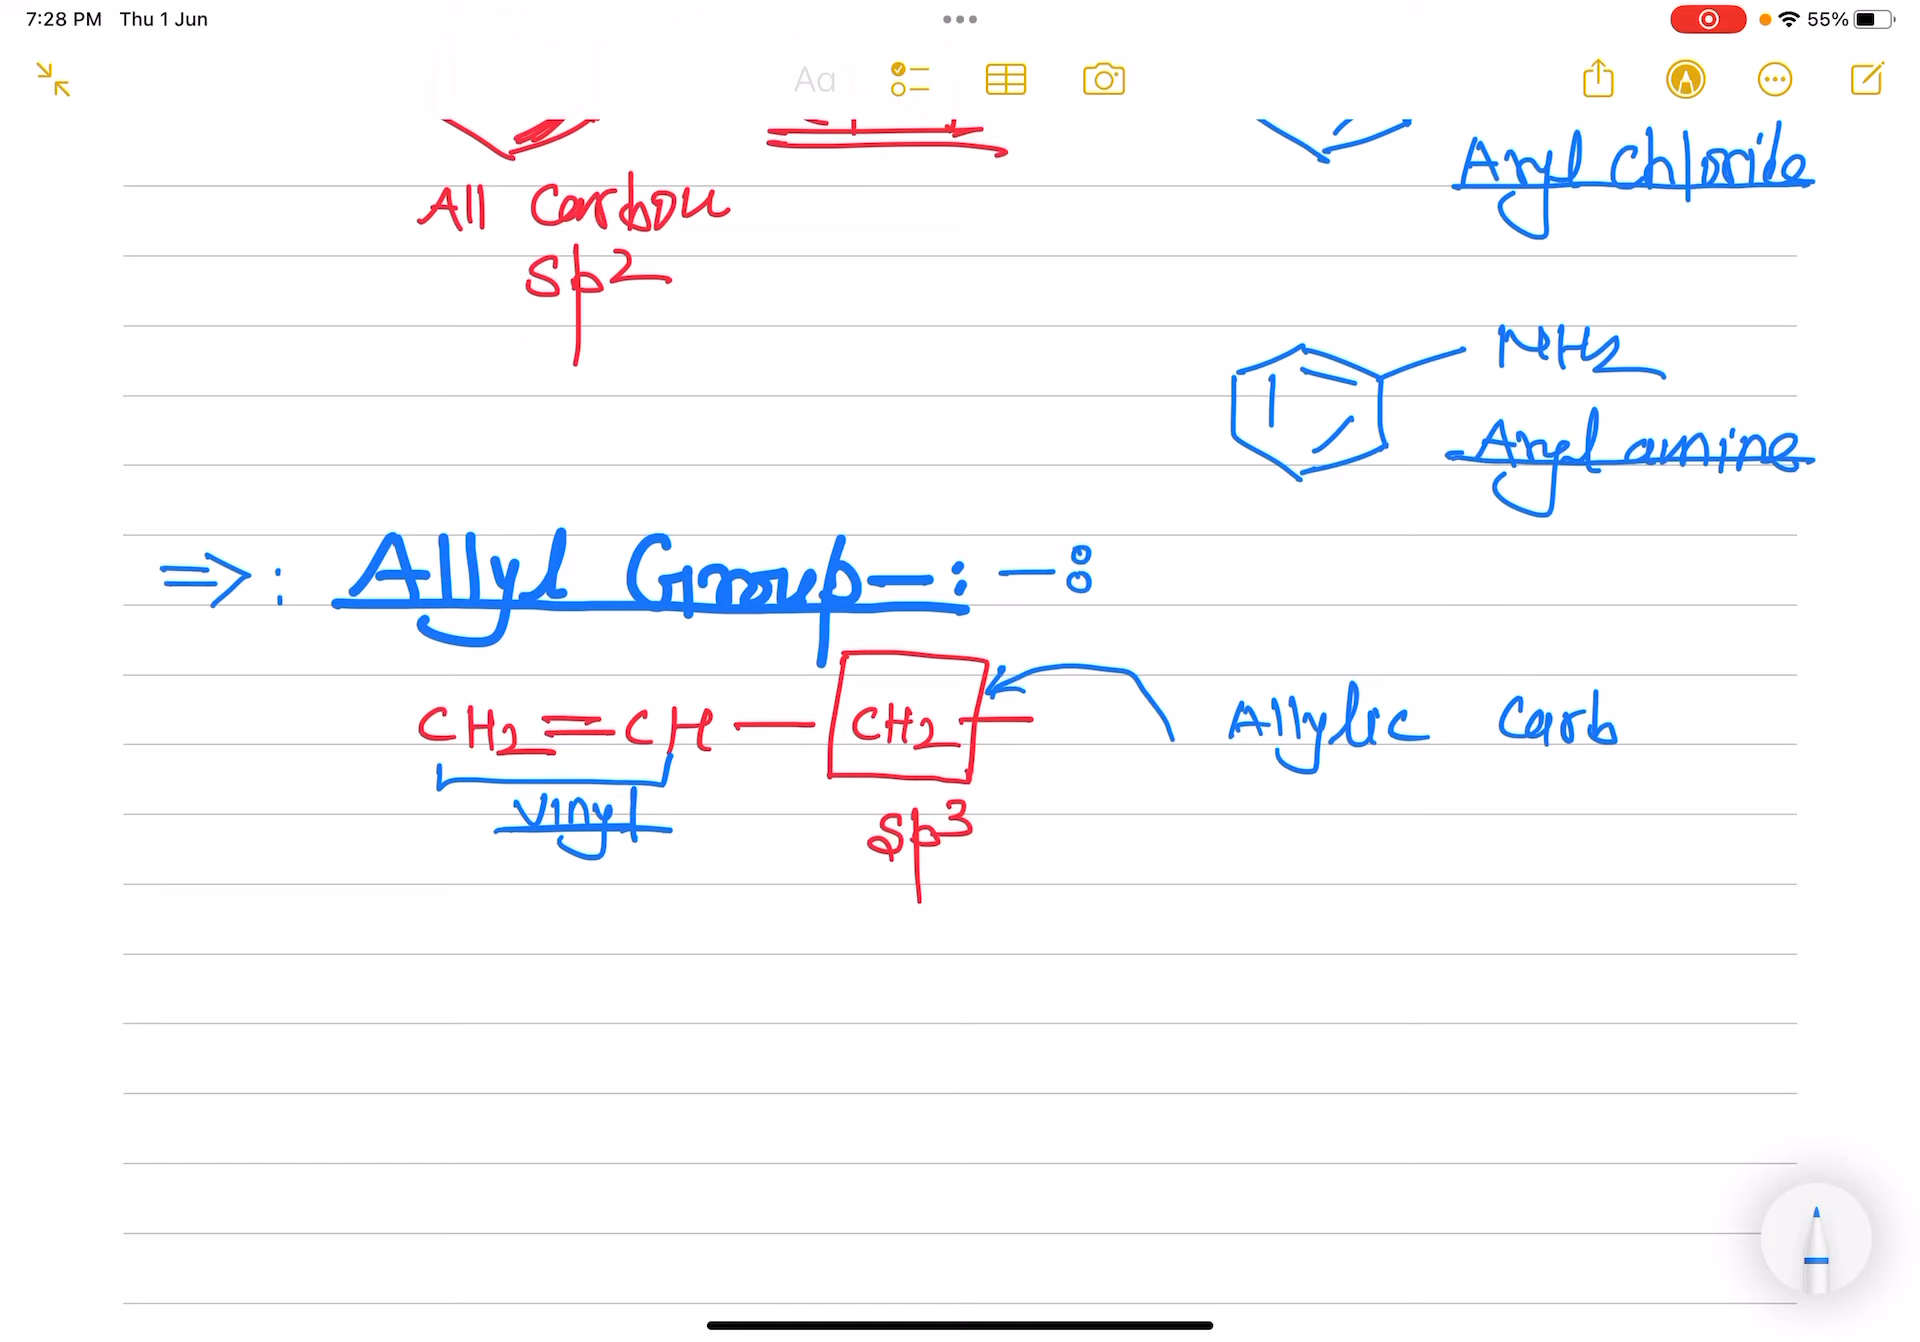 7:28 PM Thu 1 Jun
55%
Aa
Aryl Chloride
All Carbon
Sp2
NH2
Aryl amine
=>: Allyl Group-: -:
CH2=CH-CH2-
Allylic Carb
Vinyl
Sp3